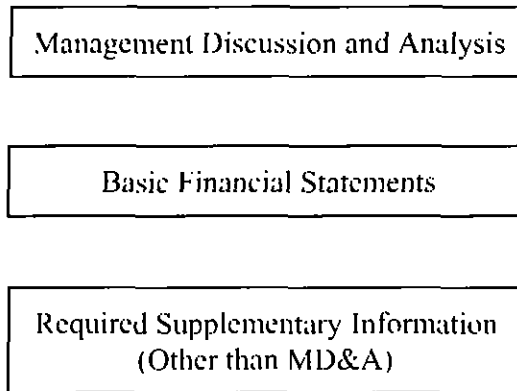 Management Discussion and Analysis
Basic Financial Statements
Required Supplementary Information
(Other than MD&A)